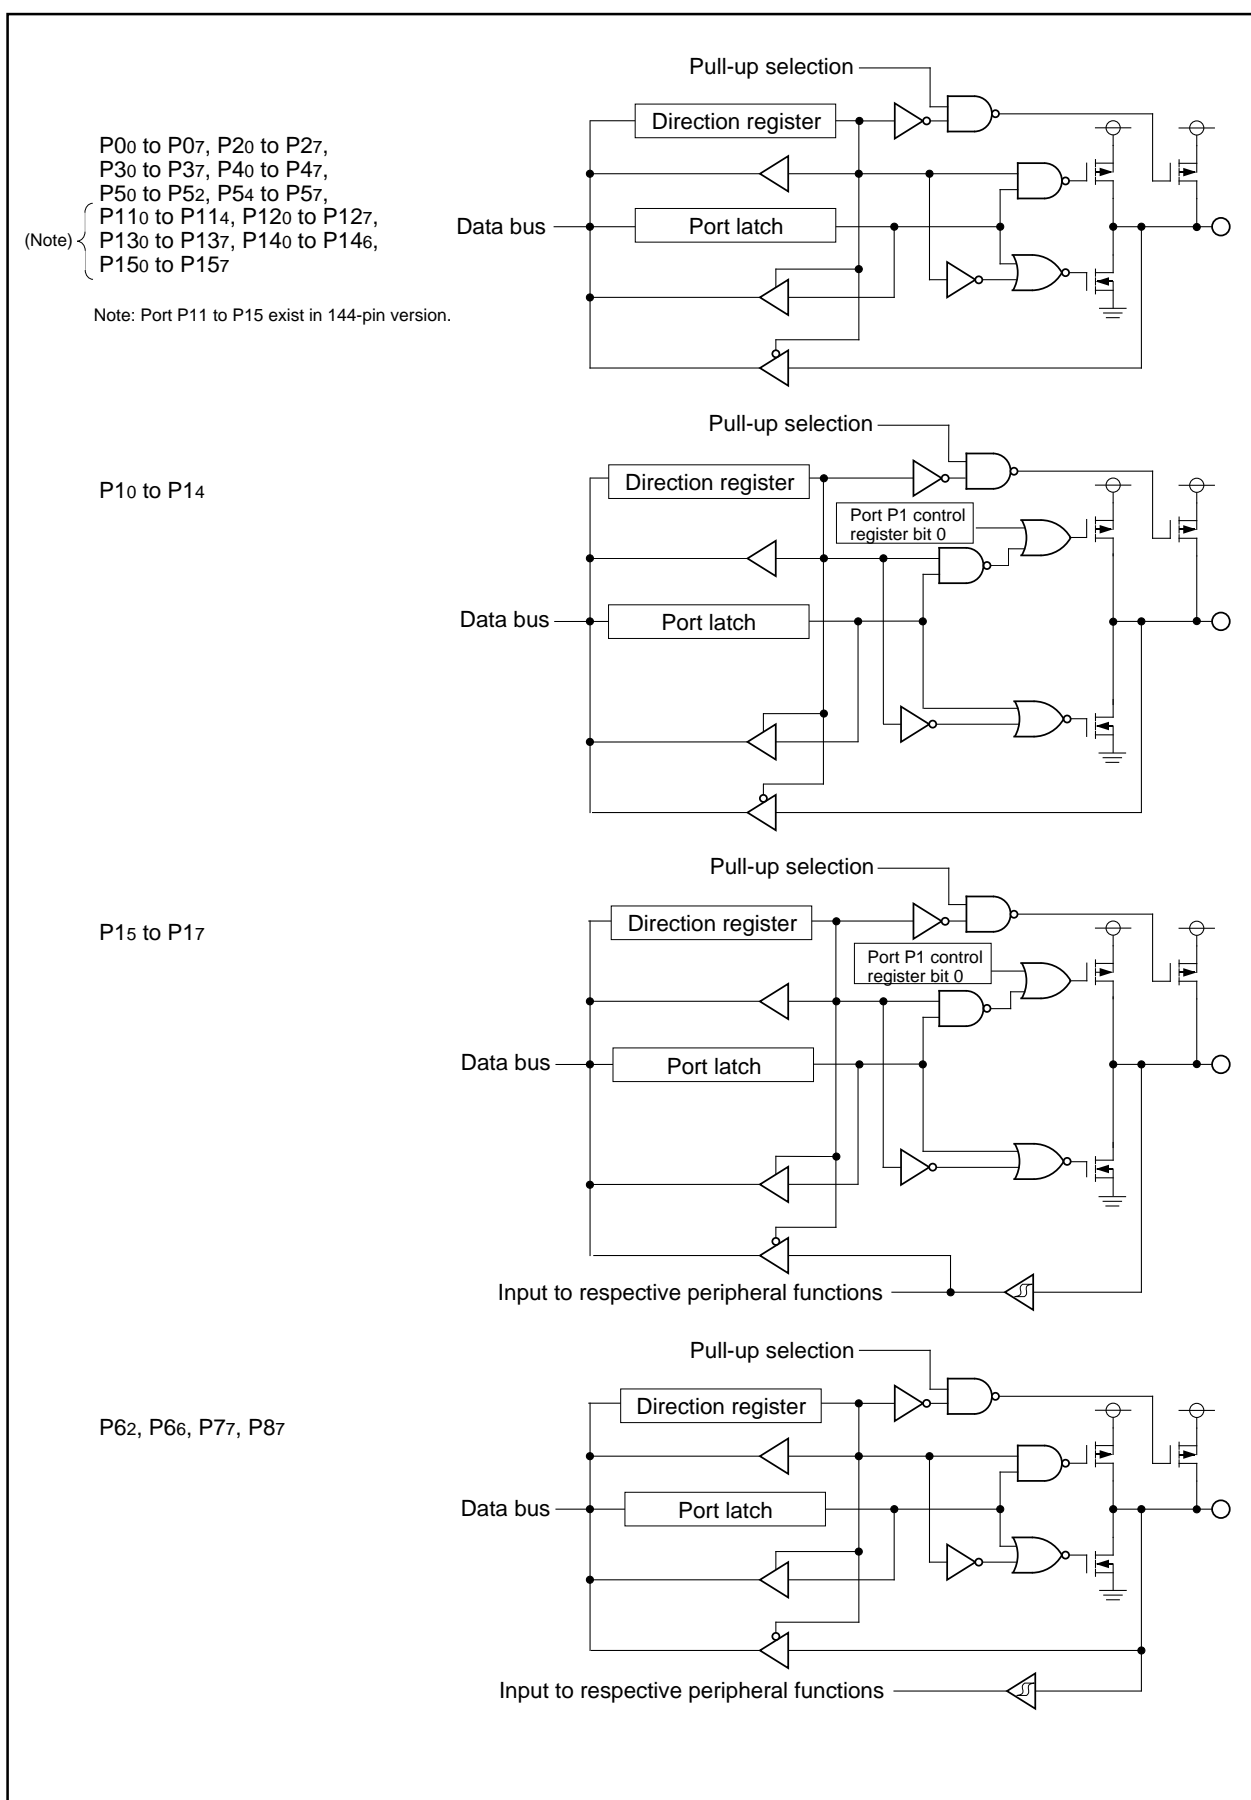 Pull-up selection
Direction register
P00 to P07, P20 to P27,
P30 to P37, P40 to P47,
P50 to P52, P54 to P57,
P110 to P114, P120 to P127,
(Note)
P130 to P137, P140 to P146,
P150 to P157
Data bus
Port latch
Note: Port P11 to P15 exist in 144-pin version.
Pull-up selection
P10 to P14
Direction register
Port P1 control
register bit 0
Data bus
Port latch
Pull-up selection
P15 to P17
Direction register
Port P1 control
register bit 0
Data bus
Port latch
Input to respective peripheral functions
Pull-up selection
P62, P66, P77, P87
Direction register
Data bus
Port latch
Input to respective peripheral functions